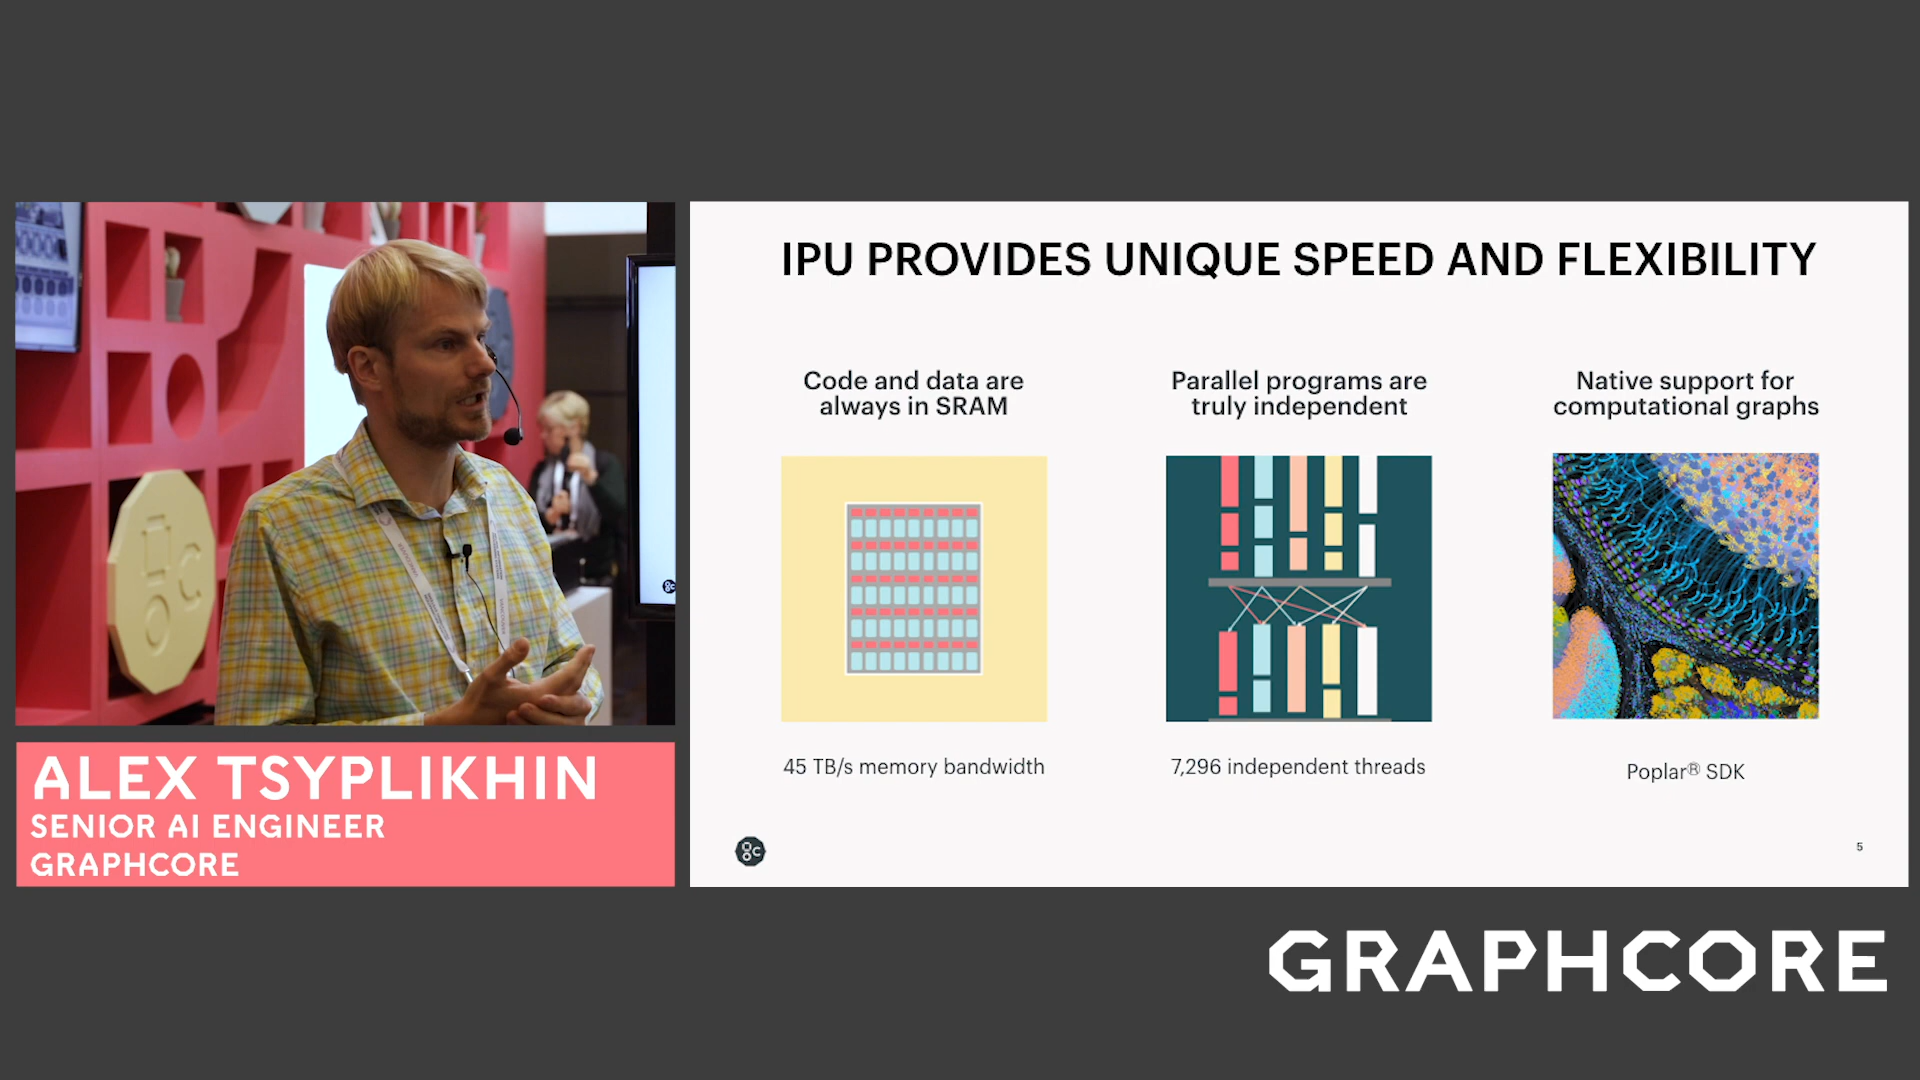 ALEX TSYPLIKHIN
SENIOR AI ENGINEER
GRAPHCORE
IPU PROVIDES UNIQUE SPEED AND FLEXIBILITY
Code and data are
always in SRAM
45 TB/s memory bandwidth
Parallel programs are
truly independent
7,296 independent threads
Native support for
computational graphs
Poplar® SDK
5
GRAPHCORE